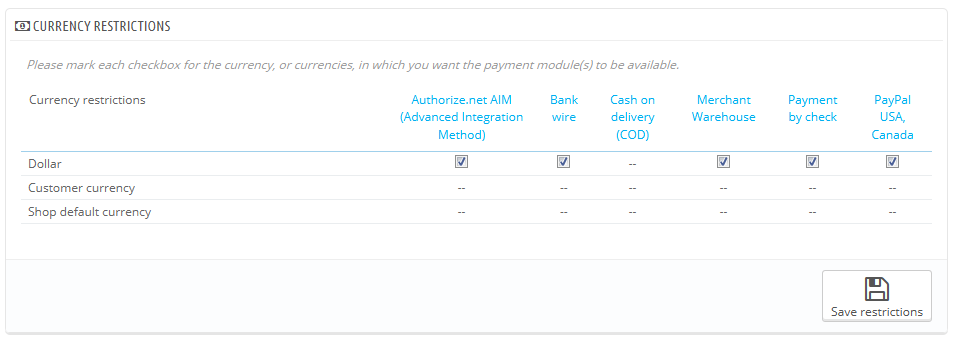 CURRENCY RESTRICTIONS
Please mark each checkbox for the currency, or currencies, in which you want the payment module(s) to be available.
Currency restrictions
Authorize.net AIM
(Advanced Integration
Method)
Bank
wire
Cash on
delivery
(COD)
Merchant
Warehouse
Payment
by check
PayPal
USA,
Canada
Dollar --
Customer currency -- -- -- -- -- --
Shop default currency -- -- -- -- -- --
Save restrictions